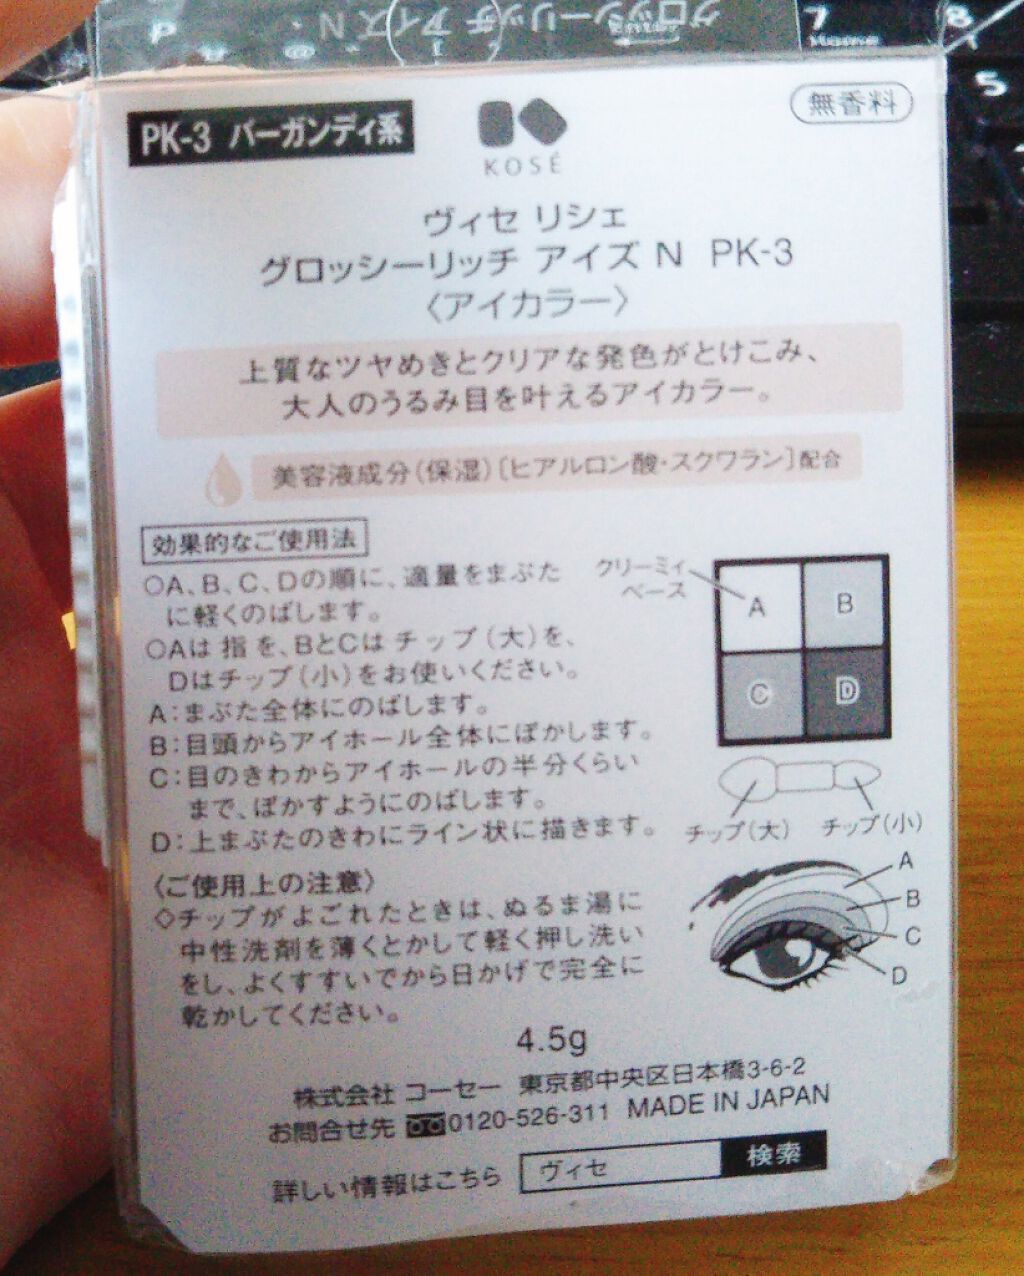 グロッシーリッチ アイズ N
7
Home
8
5
PK-3 バーガンディ系
KOSÉ
無香料
ヴィセ リシェ
グロッシーリッチ アイズ N PK-3
〈アイカラー〉
上質なツヤめきとクリアな発色がとけこみ、
大人のうるみ目を叶えるアイカラー。
美容液成分(保湿)[ヒアルロン酸・スクワラン]配合
効果的なご使用法
○A、B、C、Dの順に、適量をまぶた
に軽くのばします。
○Aは指を、BとCはチップ(大)を、
Dはチップ(小)をお使いください。
A:まぶた全体にのばします。
B:目頭からアイホール全体にぼかします。
C:目のきわからアイホールの半分くらい
まで、ぼかすようにのばします。
D:上まぶたのきわにライン状に描きます。
クリーミィ
ベース
A B
C D
チップ(大) チップ(小)
A
B
C
D
〈ご使用上の注意〉
◇チップがよごれたときは、ぬるま湯に
中性洗剤を薄くとかして軽く押し洗い
をし、よくすすいでから日かげで完全に
乾かしてください。
4.5g
株式会社 コーセー 東京都中央区日本橋3-6-2
お問合せ先 0120-526-311 MADE IN JAPAN
詳しい情報はこちら ヴィセ 検索